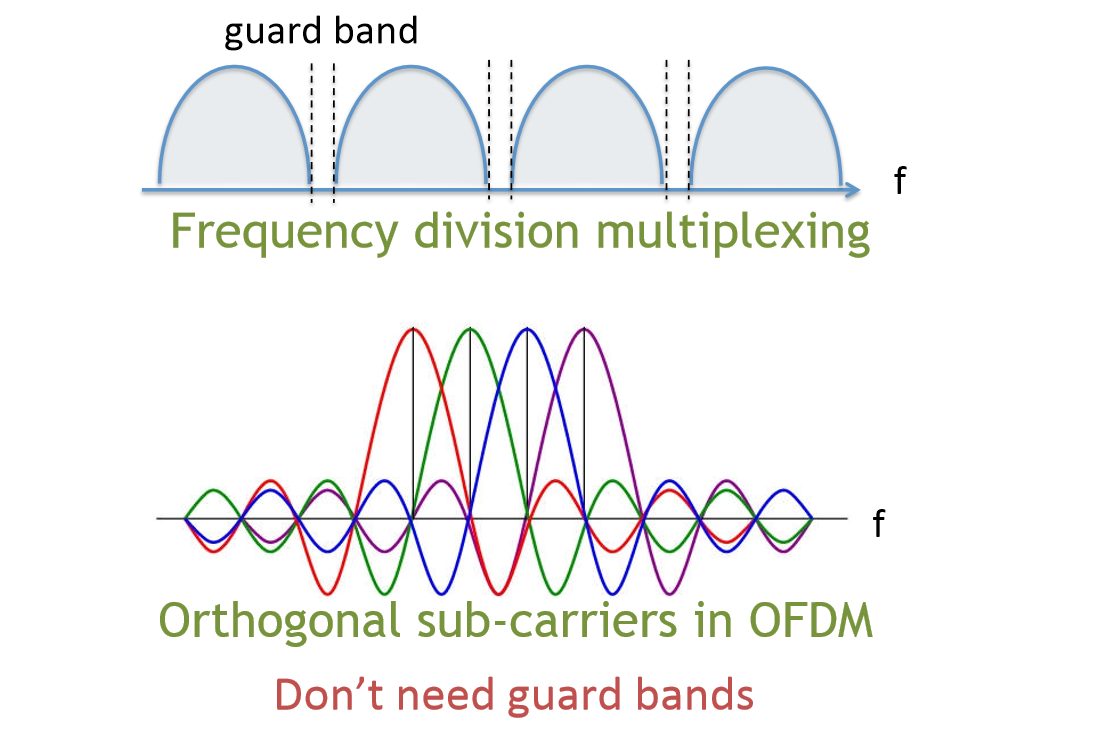 guard band
f
Frequency division multiplexing
f
Orthogonal sub-carriers in OFDM
Don’t need guard bands